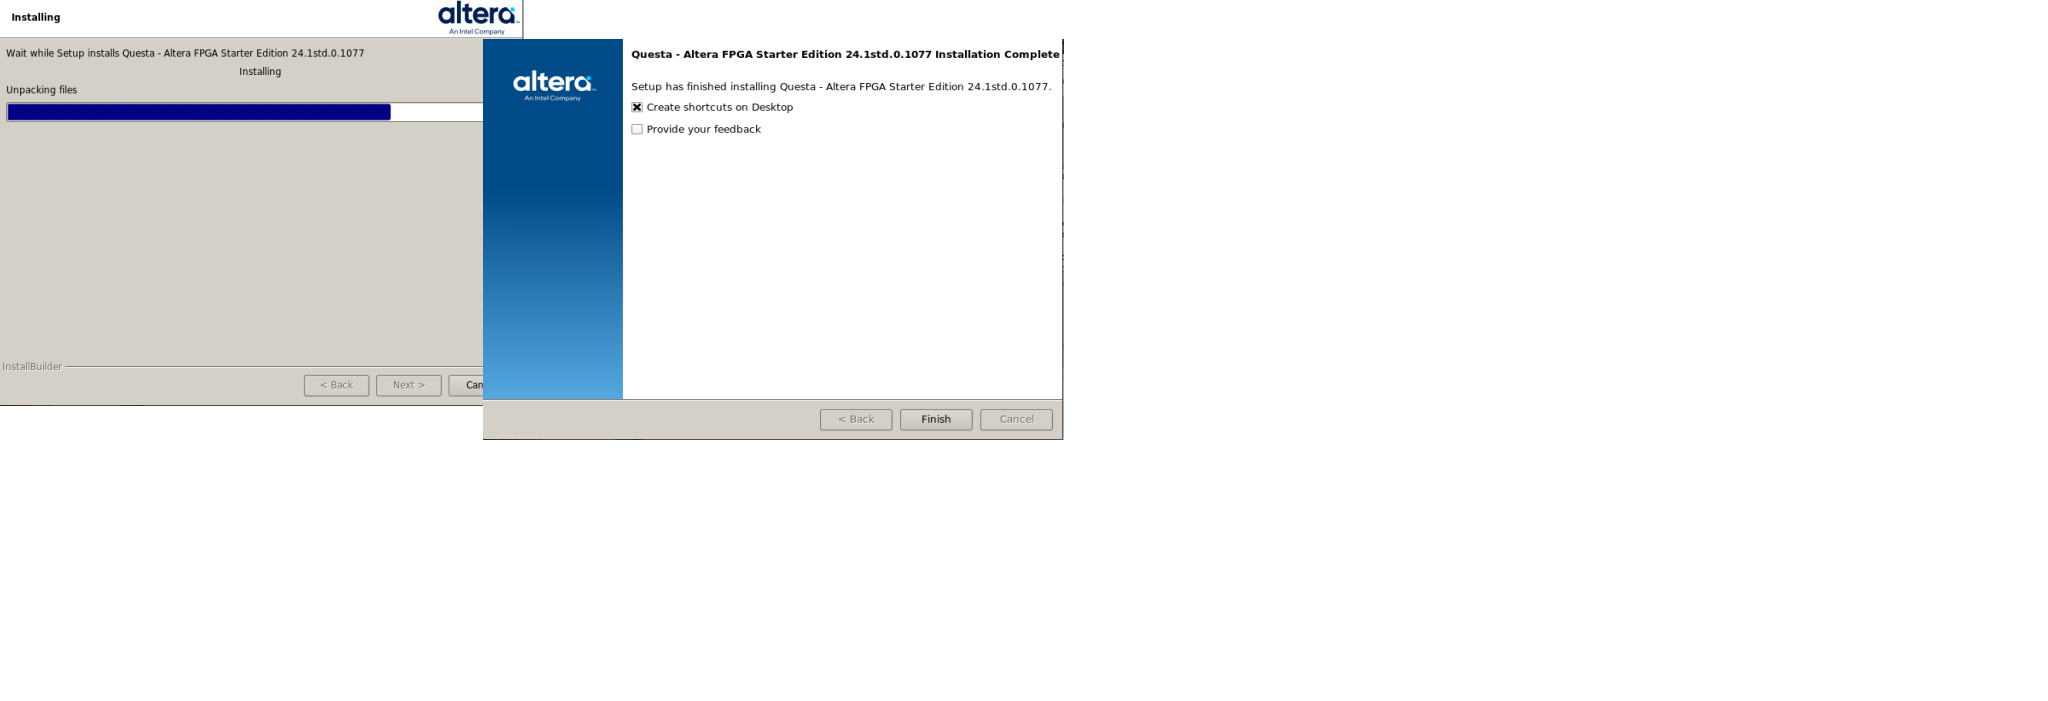 Installing
altera
An Intel Company
Wait while Setup installs Questa - Altera FPGA Starter Edition 24.1std.0.1077
Installing
Unpacking files
InstallBuilder
< Back
Next >
altera
An Intel Company
Questa - Altera FPGA Starter Edition 24.1std.0.1077 Installation Complete
Setup has finished installing Questa - Altera FPGA Starter Edition 24.1std.0.1077.
Create shortcuts on Desktop
Provide your feedback
< Back
Finish
Cancel